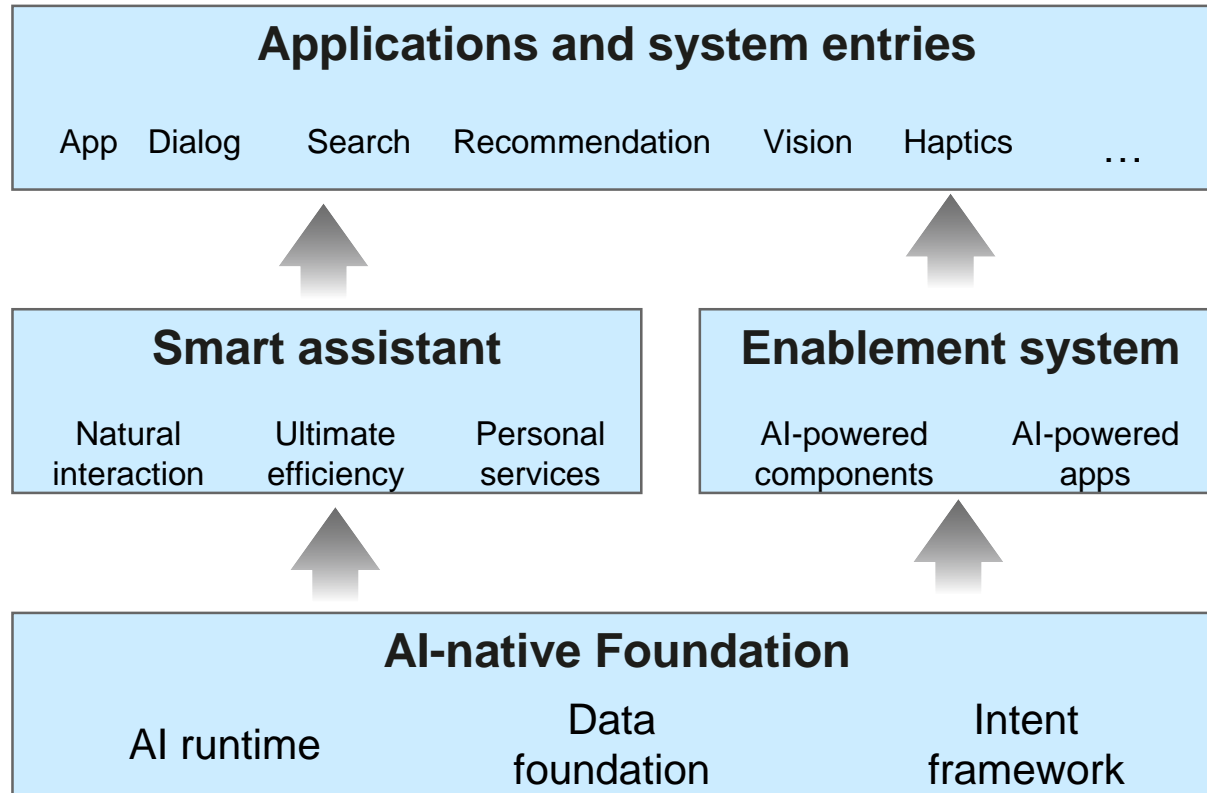 Applications and system entries
App Dialog Search Recommendation Vision Haptics ...
Smart assistant
Natural interaction
Ultimate efficiency
Personal services
Enablement system
AI-powered components
AI-powered apps
AI-native Foundation
AI runtime
Data foundation
Intent framework